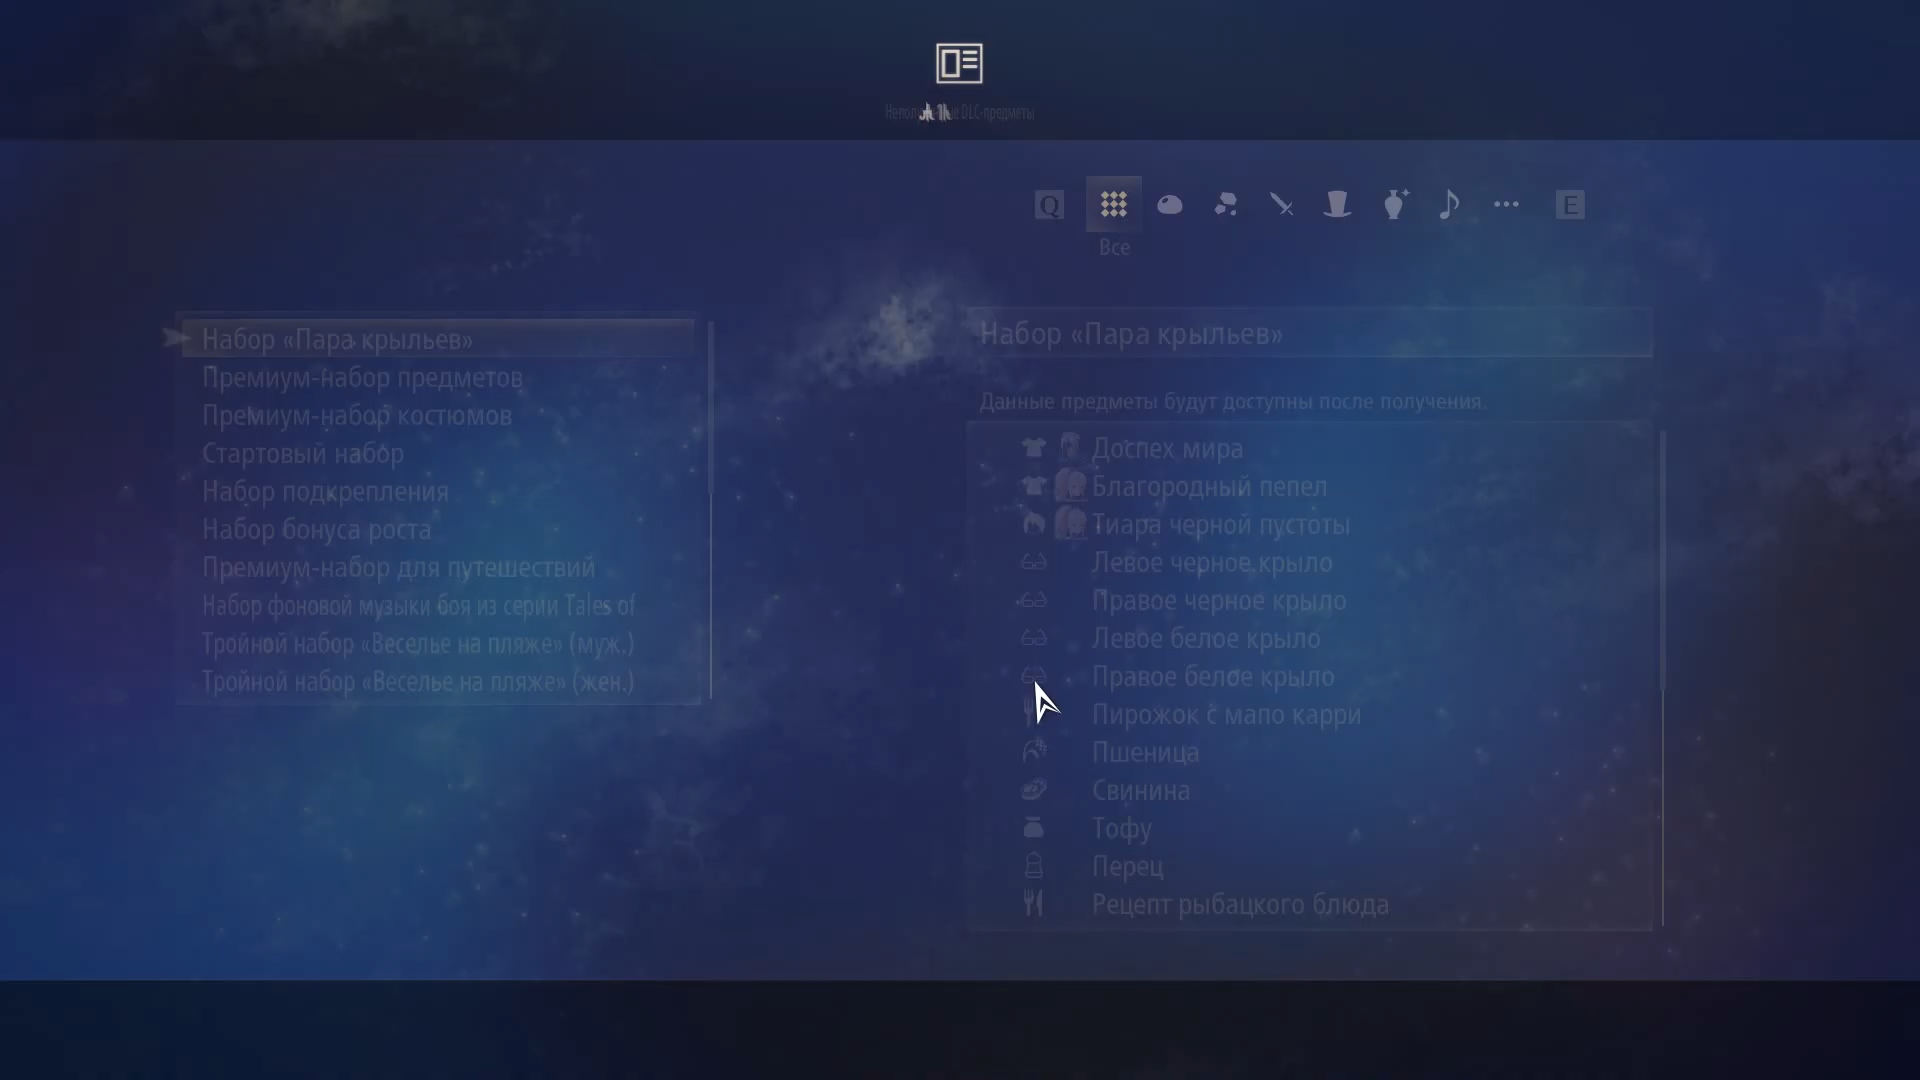 DLC-предметы
Q
E
Все
Набор «Пара крыльев»
Премиум-набор предметов
Премиум-набор костюмов
Стартовый набор
Набор подкрепления
Набор бонуса роста
Премиум-набор для путешествий
Набор фоновой музыки боя из серии Tales of
Тройной набор «Веселье на пляже» (муж.)
Тройной набор «Веселье на пляже» (жен.)
Набор «Пара крыльев»
Данные предметы будут доступны после получения.
Доспех мира
Благородный пепел
Тиара черной пустоты
Левое черное крыло
Правое черное крыло
Левое белое крыло
Правое белое крыло
Пирожок с мапо карри
Пшеница
Свинина
Тофу
Перец
Рецепт рыбацкого блюда